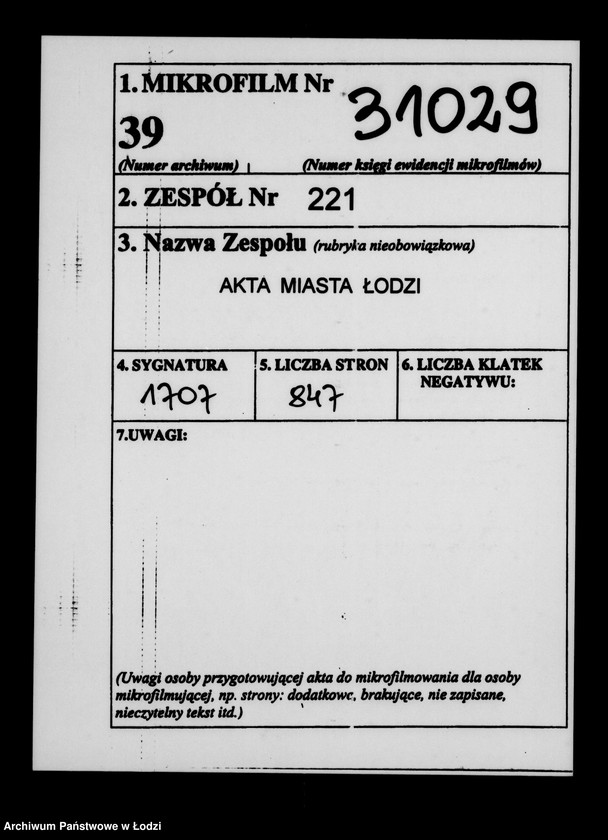 1. MIKROFILM Nr 31029
39
(Numer archiwum) (Numer księgi ewidencji mikrofilmów)
2. ZESPÓŁ Nr 221
3. Nazwa Zespołu (rubryka nieobowiązkowa)
AKTA MIASTA ŁODZI
4. SYGNATURA 5. LICZBA STRON 6. LICZBA KLATEK
NEGATYWU:
1707 847
7.UWAGI:
(Uwagi osoby przygotowującej akta do mikrofilmowania dla osoby
mikrofilmującej, np. strony: dodatkowe, brakujące, nie zapisane,
nieczytelny tekst itd.)
Archiwum Państwowe w Łodzi